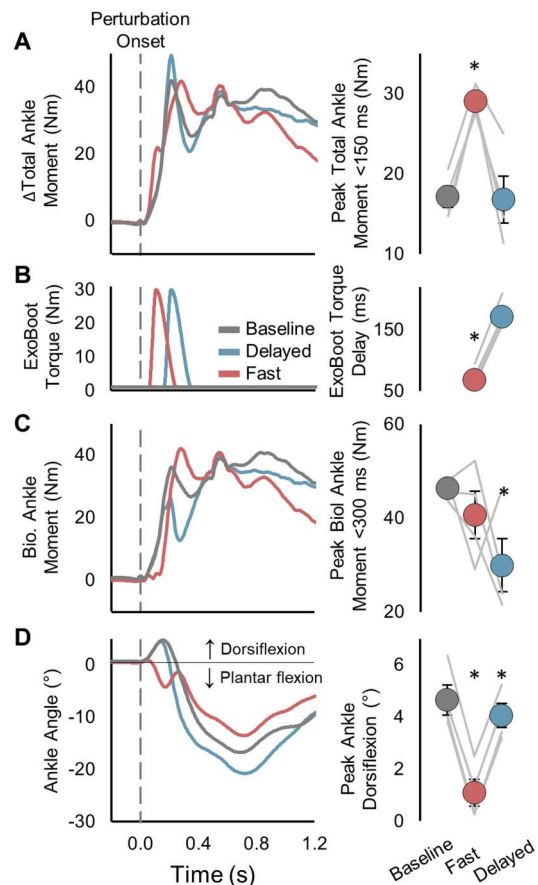 Perturbation
Onset
A
ΔTotal Ankle
Moment (Nm)
40
20
0
Peak Total Ankle
Moment <150 ms (Nm)
30
20
10
*
B
ExoBoot
Torque (Nm)
30
20
10
0
Baseline
Delayed
Fast
ExoBoot Torque
Delay (ms)
150
50
*
C
Bio. Ankle
Moment (Nm)
40
20
0
Peak Biol Ankle
Moment <300 ms (Nm)
60
40
20
*
D
Ankle Angle (°)
0
-10
-20
-30
↑ Dorsiflexion
↓ Plantar flexion
0.0 0.4 0.8 1.2
Time (s)
Peak Ankle
Dorsiflexion (°)
6
4
2
0
* *
Baseline
Fast
Delayed